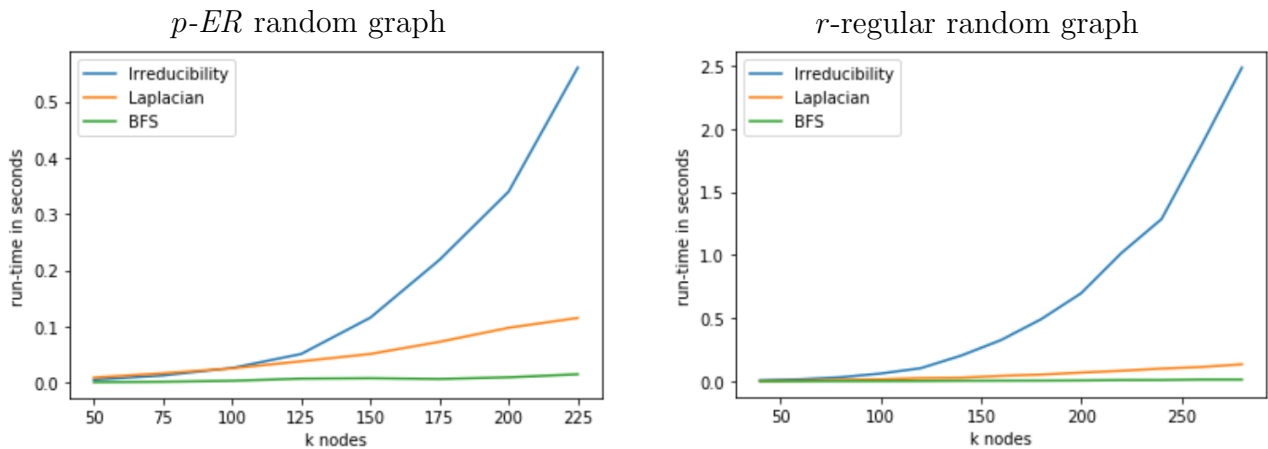 p-ER random graph
Irreducibility
Laplacian
BFS
0.5
0.4
0.3
0.2
0.1
0.0
run-time in seconds
50 75 100 125 150 175 200 225
k nodes
r-regular random graph
Irreducibility
Laplacian
BFS
2.5
2.0
1.5
1.0
0.5
0.0
run-time in seconds
50 100 150 200 250
k nodes